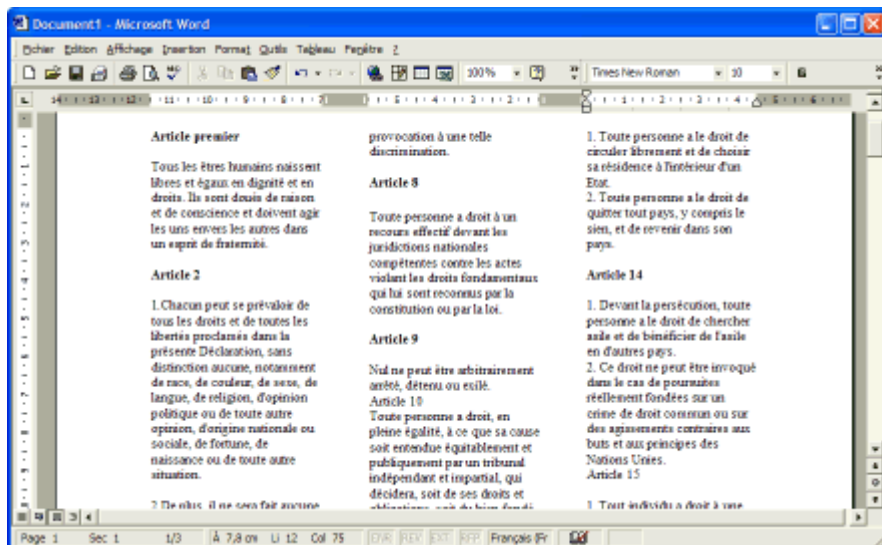 Document1 - Microsoft Word
Fichier Edition Affichage Insertion Format Outils Tableau Fenêtre ?
100% Times New Roman 10 G
Article premier
Tous les êtres humains naissent
libres et égaux en dignité et en
droits. Ils sont doués de raison
et de conscience et doivent agir
les uns envers les autres dans
un esprit de fraternité.
Article 2
1.Chacun peut se prévaloir de
tous les droits et de toutes les
libertés proclamés dans la
présente Déclaration, sans
distinction aucune, notamment
de race, de couleur, de sexe, de
langue, de religion, d'opinion
politique ou de toute autre
opinion, d'origine nationale ou
sociale, de fortune, de
naissance ou de toute autre
situation.
2.De plus, il ne sera fait aucune
provocation à une telle
discrimination.
Article 8
Toute personne a droit à un
recours effectif devant les
juridictions nationales
compétentes contre les actes
violant les droits fondamentaux
qui lui sont reconnus par la
constitution ou par la loi.
Article 9
Nul ne peut être arbitrairement
arrêté, détenu ou exilé.
Article 10
Toute personne a droit, en
pleine égalité, à ce que sa cause
soit entendue équitablement et
publiquement par un tribunal
indépendant et impartial, qui
décidera, soit de ses droits et
obligations, soit du bien fondé
1. Toute personne a le droit de
circuler librement et de choisir
sa résidence à l'intérieur d'un
Etat.
2. Toute personne a le droit de
quitter tout pays, y compris le
sien, et de revenir dans son
pays.
Article 14
1. Devant la persécution, toute
personne a le droit de chercher
asile et de bénéficier de l'asile
en d'autres pays.
2. Ce droit ne peut être invoqué
dans le cas de poursuites
réellement fondées sur un
crime de droit commun ou sur
des agissements contraires aux
buts et aux principes des
Nations Unies.
Article 15
1. Tout individu a droit à une
Page 1 Sec 1 1/3 À 7,8 cm Li 12 Col 75 ENR REV EXT RFP Français (Fr